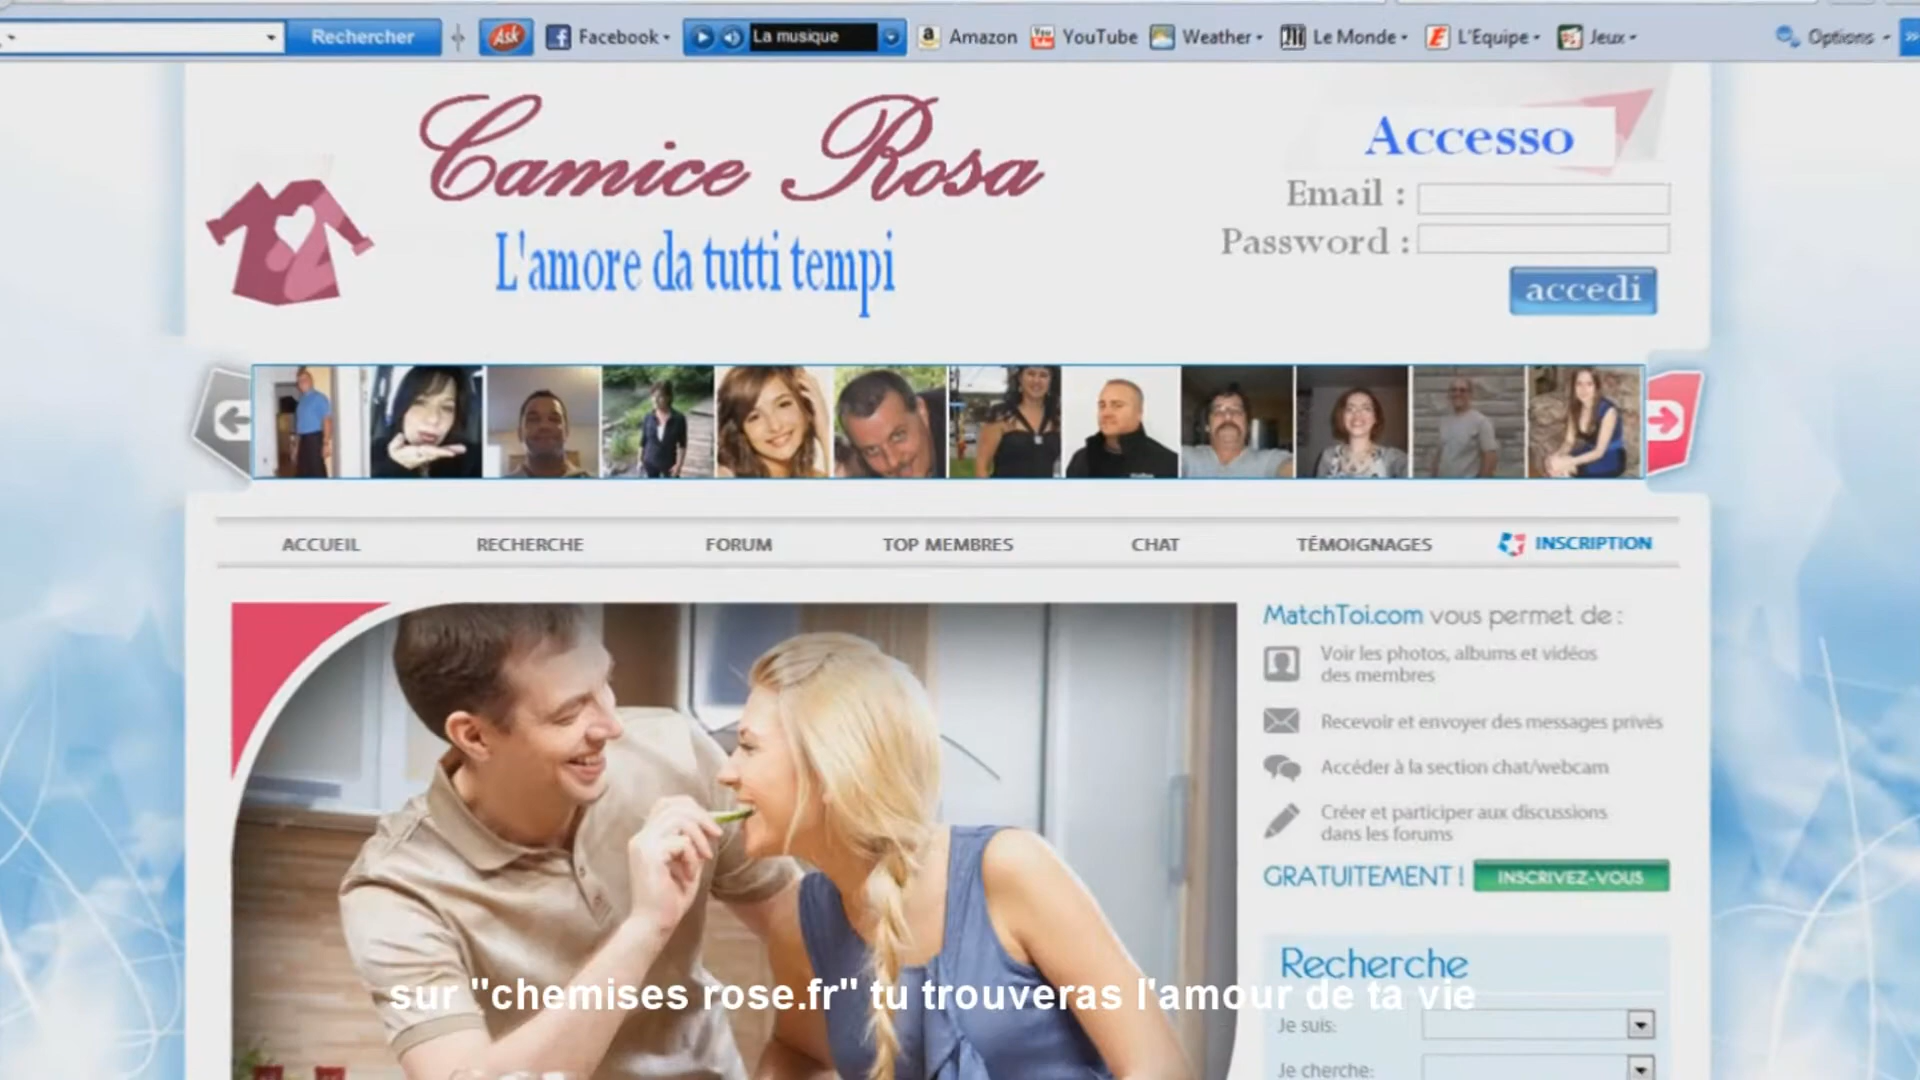 Rechercher
Ask
Facebook
La musique
Amazon
YouTube
Weather
Le Monde
L'Equipe
Jeux
Options
Camice Rosa
L'amore da tutti tempi
Accesso
Email :
Password :
accedi
ACCUEIL
RECHERCHE
FORUM
TOP MEMBRES
CHAT
TÉMOIGNAGES
INSCRIPTION
MatchToi.com vous permet de :
Voir les photos, albums et vidéos
des membres
Recevoir et envoyer des messages privés
Accéder à la section chat/webcam
Créer et participer aux discussions
dans les forums
GRATUITEMENT !
INSCRIVEZ-VOUS
Recherche
sur "chemises rose.fr" tu trouveras l'amour de ta vie
Je suis:
Je cherche: